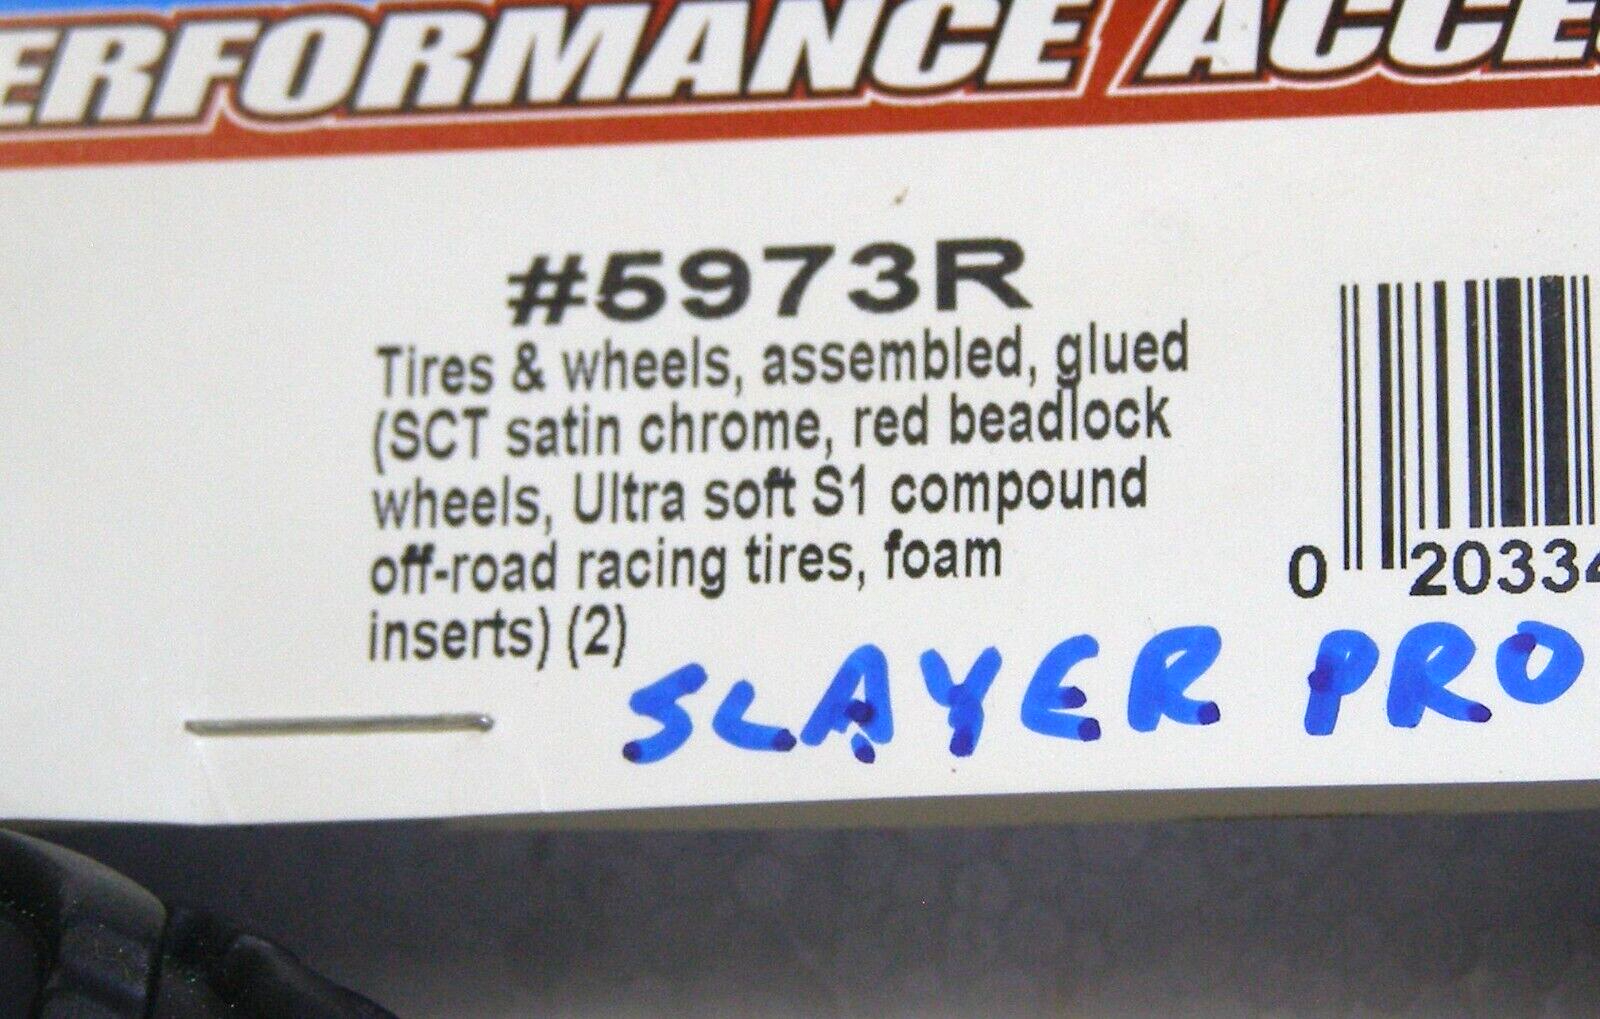 ERFORMANCE ACCE
#5973R
Tires & wheels, assembled, glued
(SCT satin chrome, red beadlock
wheels, Ultra soft S1 compound
off-road racing tires, foam
inserts) (2)
0 20334
SLAYER PRO